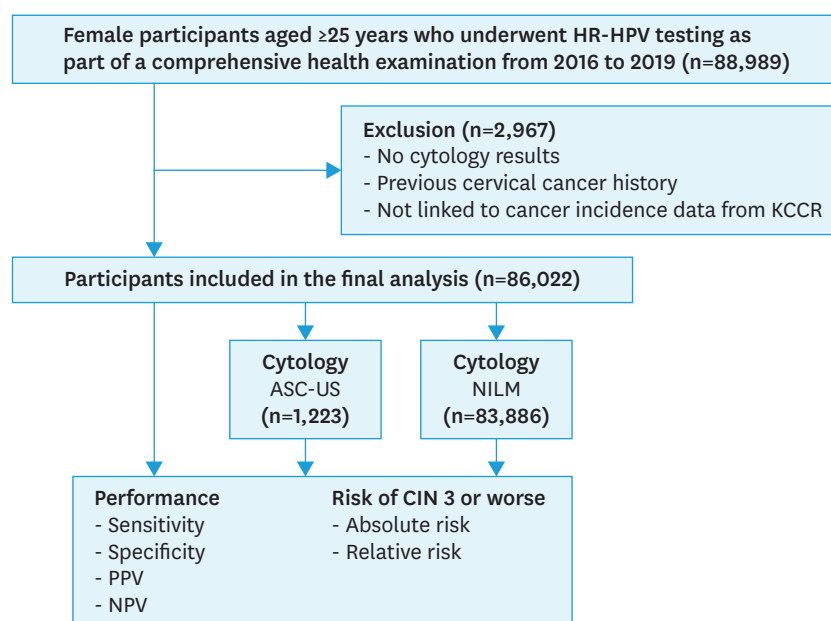 Female participants aged ≥25 years who underwent HR-HPV testing as
part of a comprehensive health examination from 2016 to 2019 (n=88,989)
Exclusion (n=2,967)
- No cytology results
- Previous cervical cancer history
- Not linked to cancer incidence data from KCCR
Participants included in the final analysis (n=86,022)
Cytology
ASC-US
(n=1,223)
Cytology
NILM
(n=83,886)
Performance
- Sensitivity
- Specificity
- PPV
- NPV
Risk of CIN 3 or worse
- Absolute risk
- Relative risk